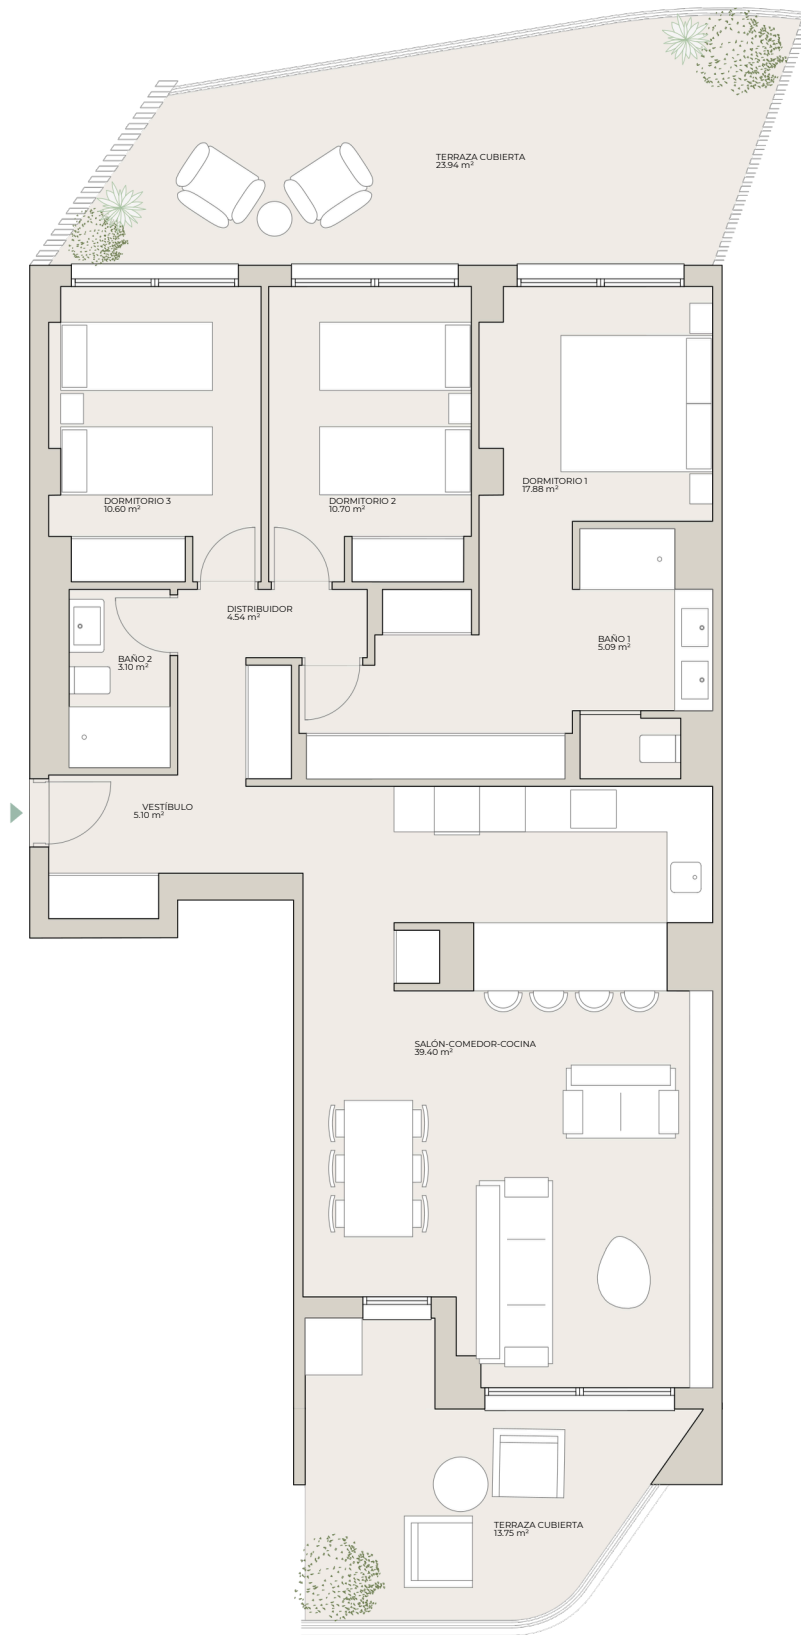 TERRAZA CUBIERTA
23.94 m²
DORMITORIO 1
17.88 m²
DORMITORIO 3
10.60 m²
DORMITORIO 2
10.70 m²
DISTRIBUIDOR
4.54 m²
BAÑO 1
5.09 m²
BAÑO 2
3.10 m²
VESTÍBULO
5.10 m²
SALÓN-COMEDOR-COCINA
39.40 m²
TERRAZA CUBIERTA
13.75 m²